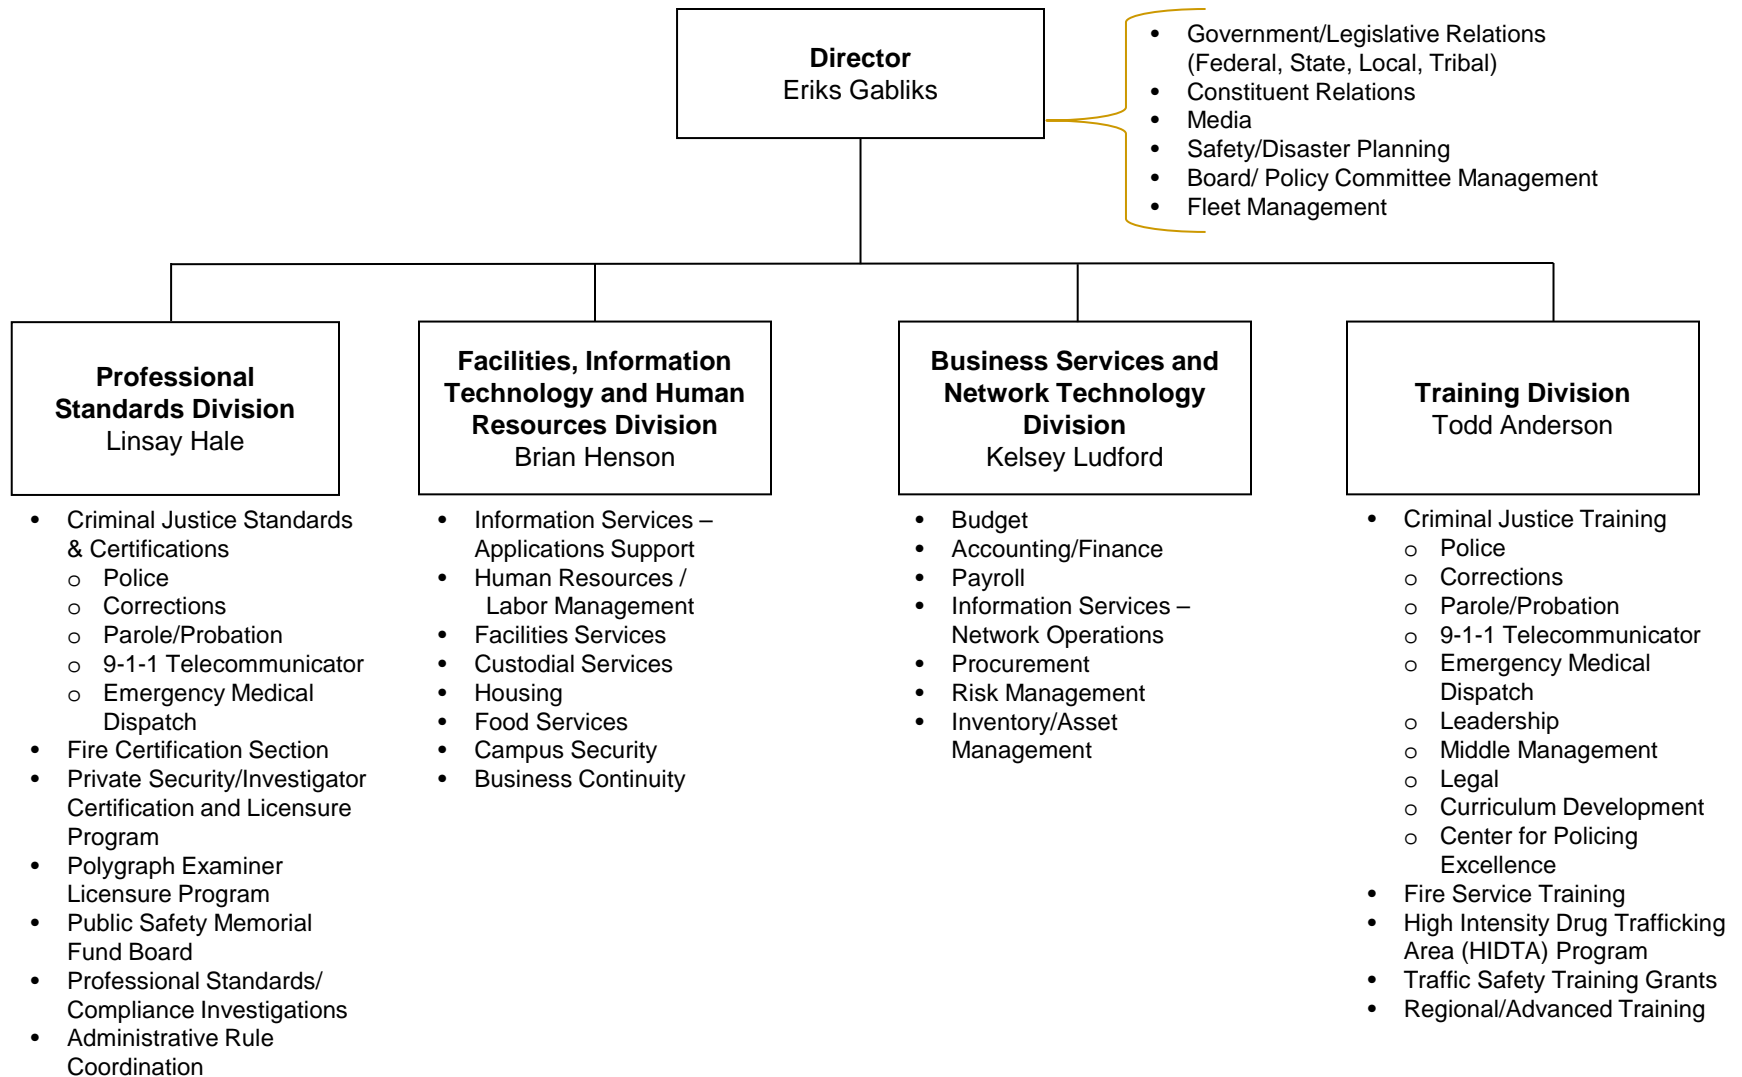 Director
Eriks Gabliks
• Government/Legislative Relations
(Federal, State, Local, Tribal)
• Constituent Relations
• Media
• Safety/Disaster Planning
• Board/ Policy Committee Management
• Fleet Management
Professional
Standards Division
Linsay Hale
• Criminal Justice Standards
& Certifications
o Police
o Corrections
o Parole/Probation
o 9-1-1 Telecommunicator
o Emergency Medical
Dispatch
• Fire Certification Section
• Private Security/Investigator
Certification and Licensure
Program
• Polygraph Examiner
Licensure Program
• Public Safety Memorial
Fund Board
• Professional Standards/
Compliance Investigations
• Administrative Rule
Coordination
Facilities, Information
Technology and Human
Resources Division
Brian Henson
• Information Services –
Applications Support
• Human Resources /
Labor Management
• Facilities Services
• Custodial Services
• Housing
• Food Services
• Campus Security
• Business Continuity
Business Services and
Network Technology
Division
Kelsey Ludford
• Budget
• Accounting/Finance
• Payroll
• Information Services –
Network Operations
• Procurement
• Risk Management
• Inventory/Asset
Management
Training Division
Todd Anderson
• Criminal Justice Training
o Police
o Corrections
o Parole/Probation
o 9-1-1 Telecommunicator
o Emergency Medical
Dispatch
o Leadership
o Middle Management
o Legal
o Curriculum Development
o Center for Policing
Excellence
• Fire Service Training
• High Intensity Drug Trafficking
Area (HIDTA) Program
• Traffic Safety Training Grants
• Regional/Advanced Training